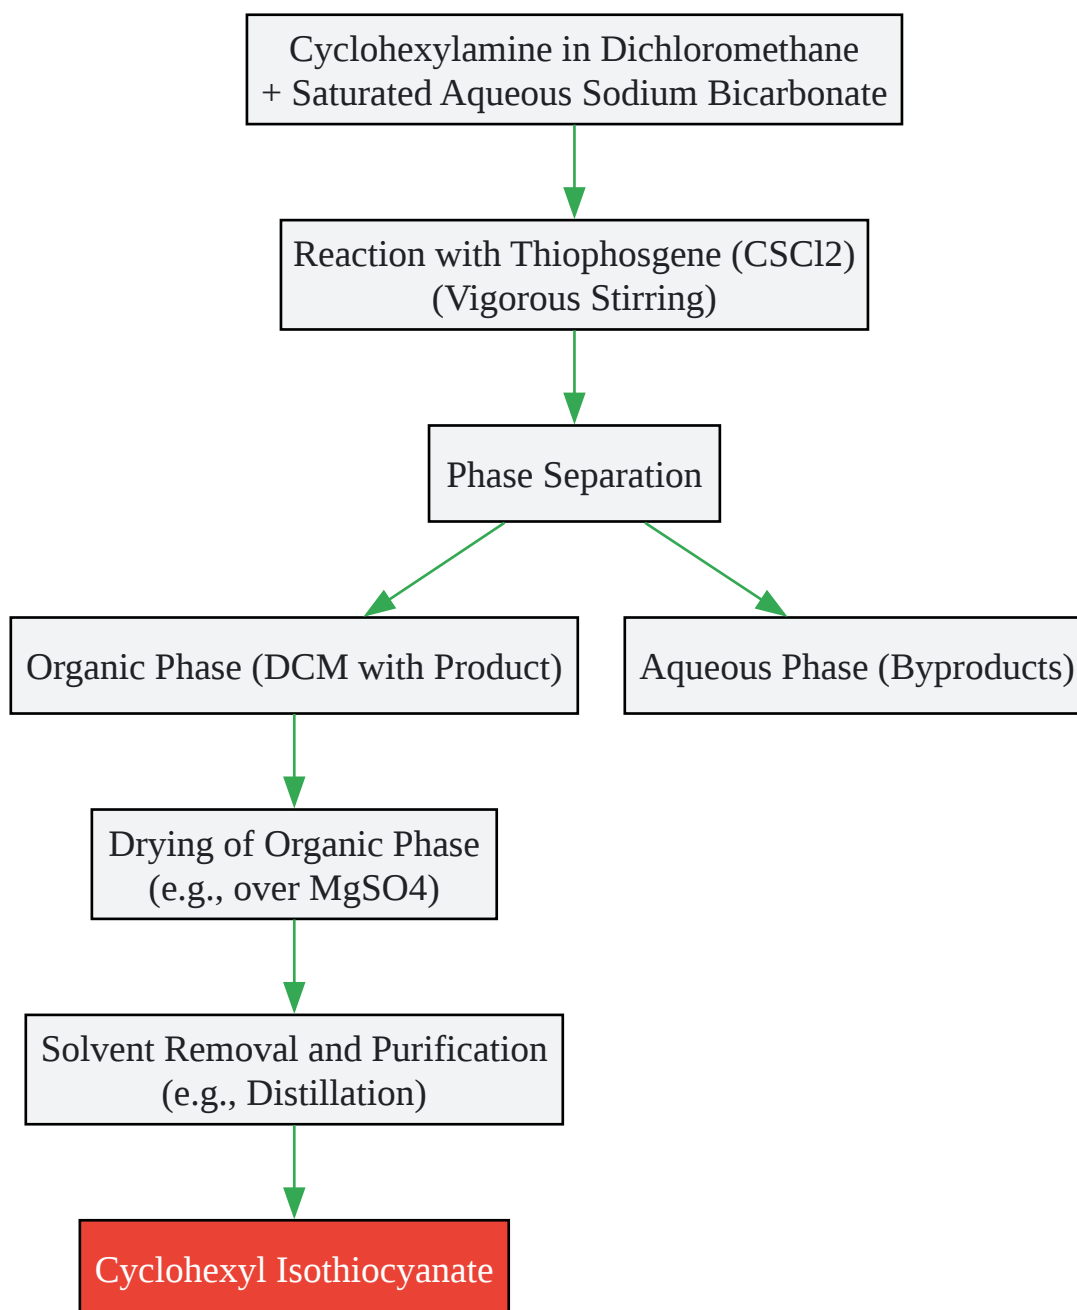 Cyclohexylamine in Dichloromethane
+ Saturated Aqueous Sodium Bicarbonate
Reaction with Thiophosgene (CSCl2)
(Vigorous Stirring)
Phase Separation
Organic Phase (DCM with Product)
Aqueous Phase (Byproducts)
Drying of Organic Phase
(e.g., over MgSO4)
Solvent Removal and Purification
(e.g., Distillation)
Cyclohexyl Isothiocyanate